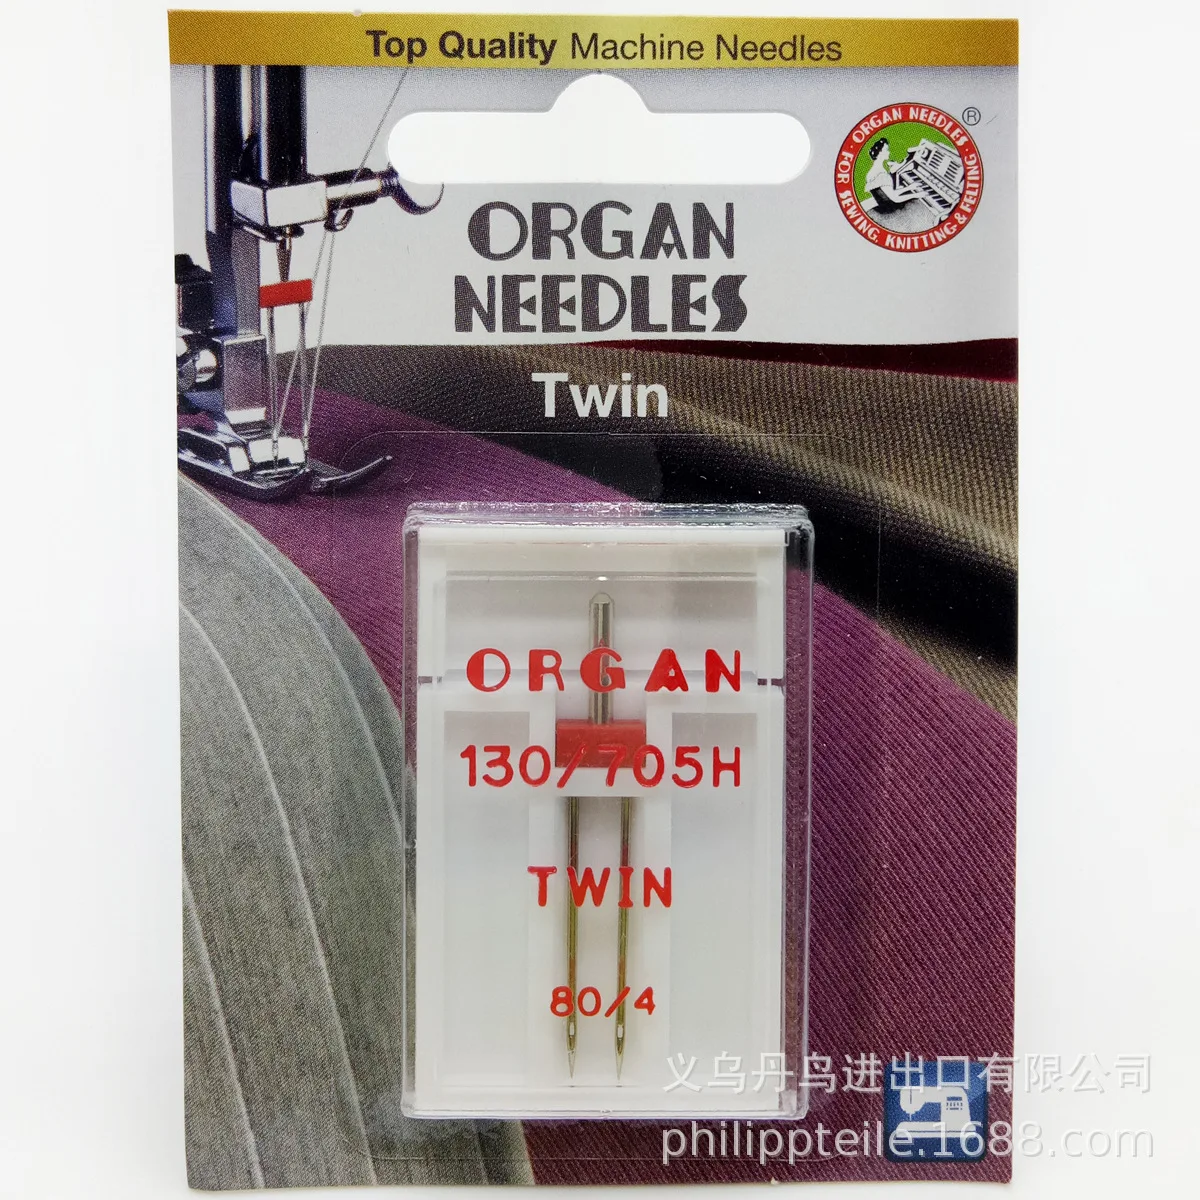 Top Quality Machine Needles
ORGAN NEEDLES
FOR SEWING, KNITTING & FELTING
®
ORGAN
NEEDLES
Twin
ORGAN
130/705H
TWIN
80/4
义乌丹鸟进出口有限公司
philippteile.1688.com